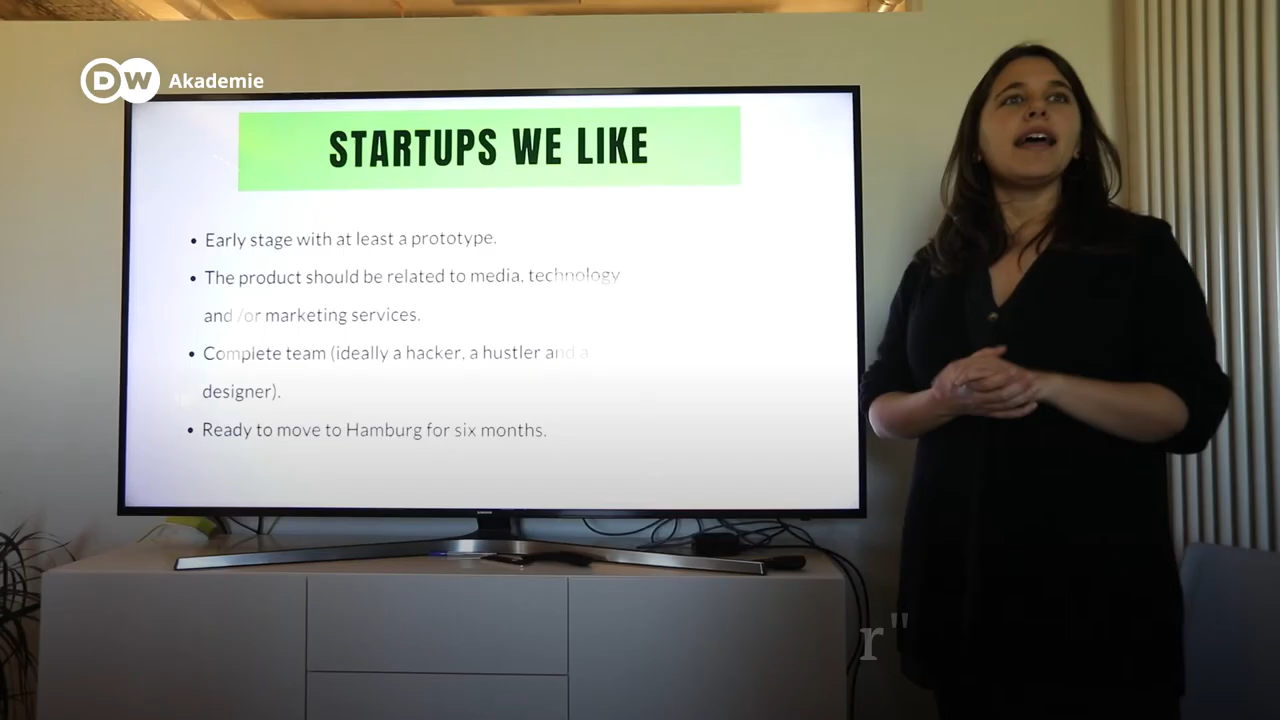 DW Akademie
STARTUPS WE LIKE
• Early stage with at least a prototype.
• The product should be related to media, technology
and /or marketing services.
• Complete team (ideally a hacker, a hustler and a
designer).
• Ready to move to Hamburg for six months.
SAMSUNG
r"